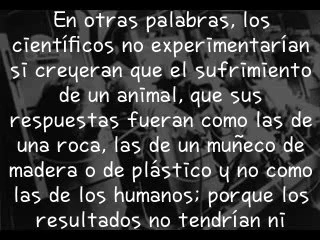 En otras palabras, los
científicos no experimentarían
si creyeran que el sufrimiento
de un animal, que sus
respuestas fueran como las de
una roca, las de un muñeco de
madera o de plástico y no como
las de los humanos; porque los
resultados no tendrían ni